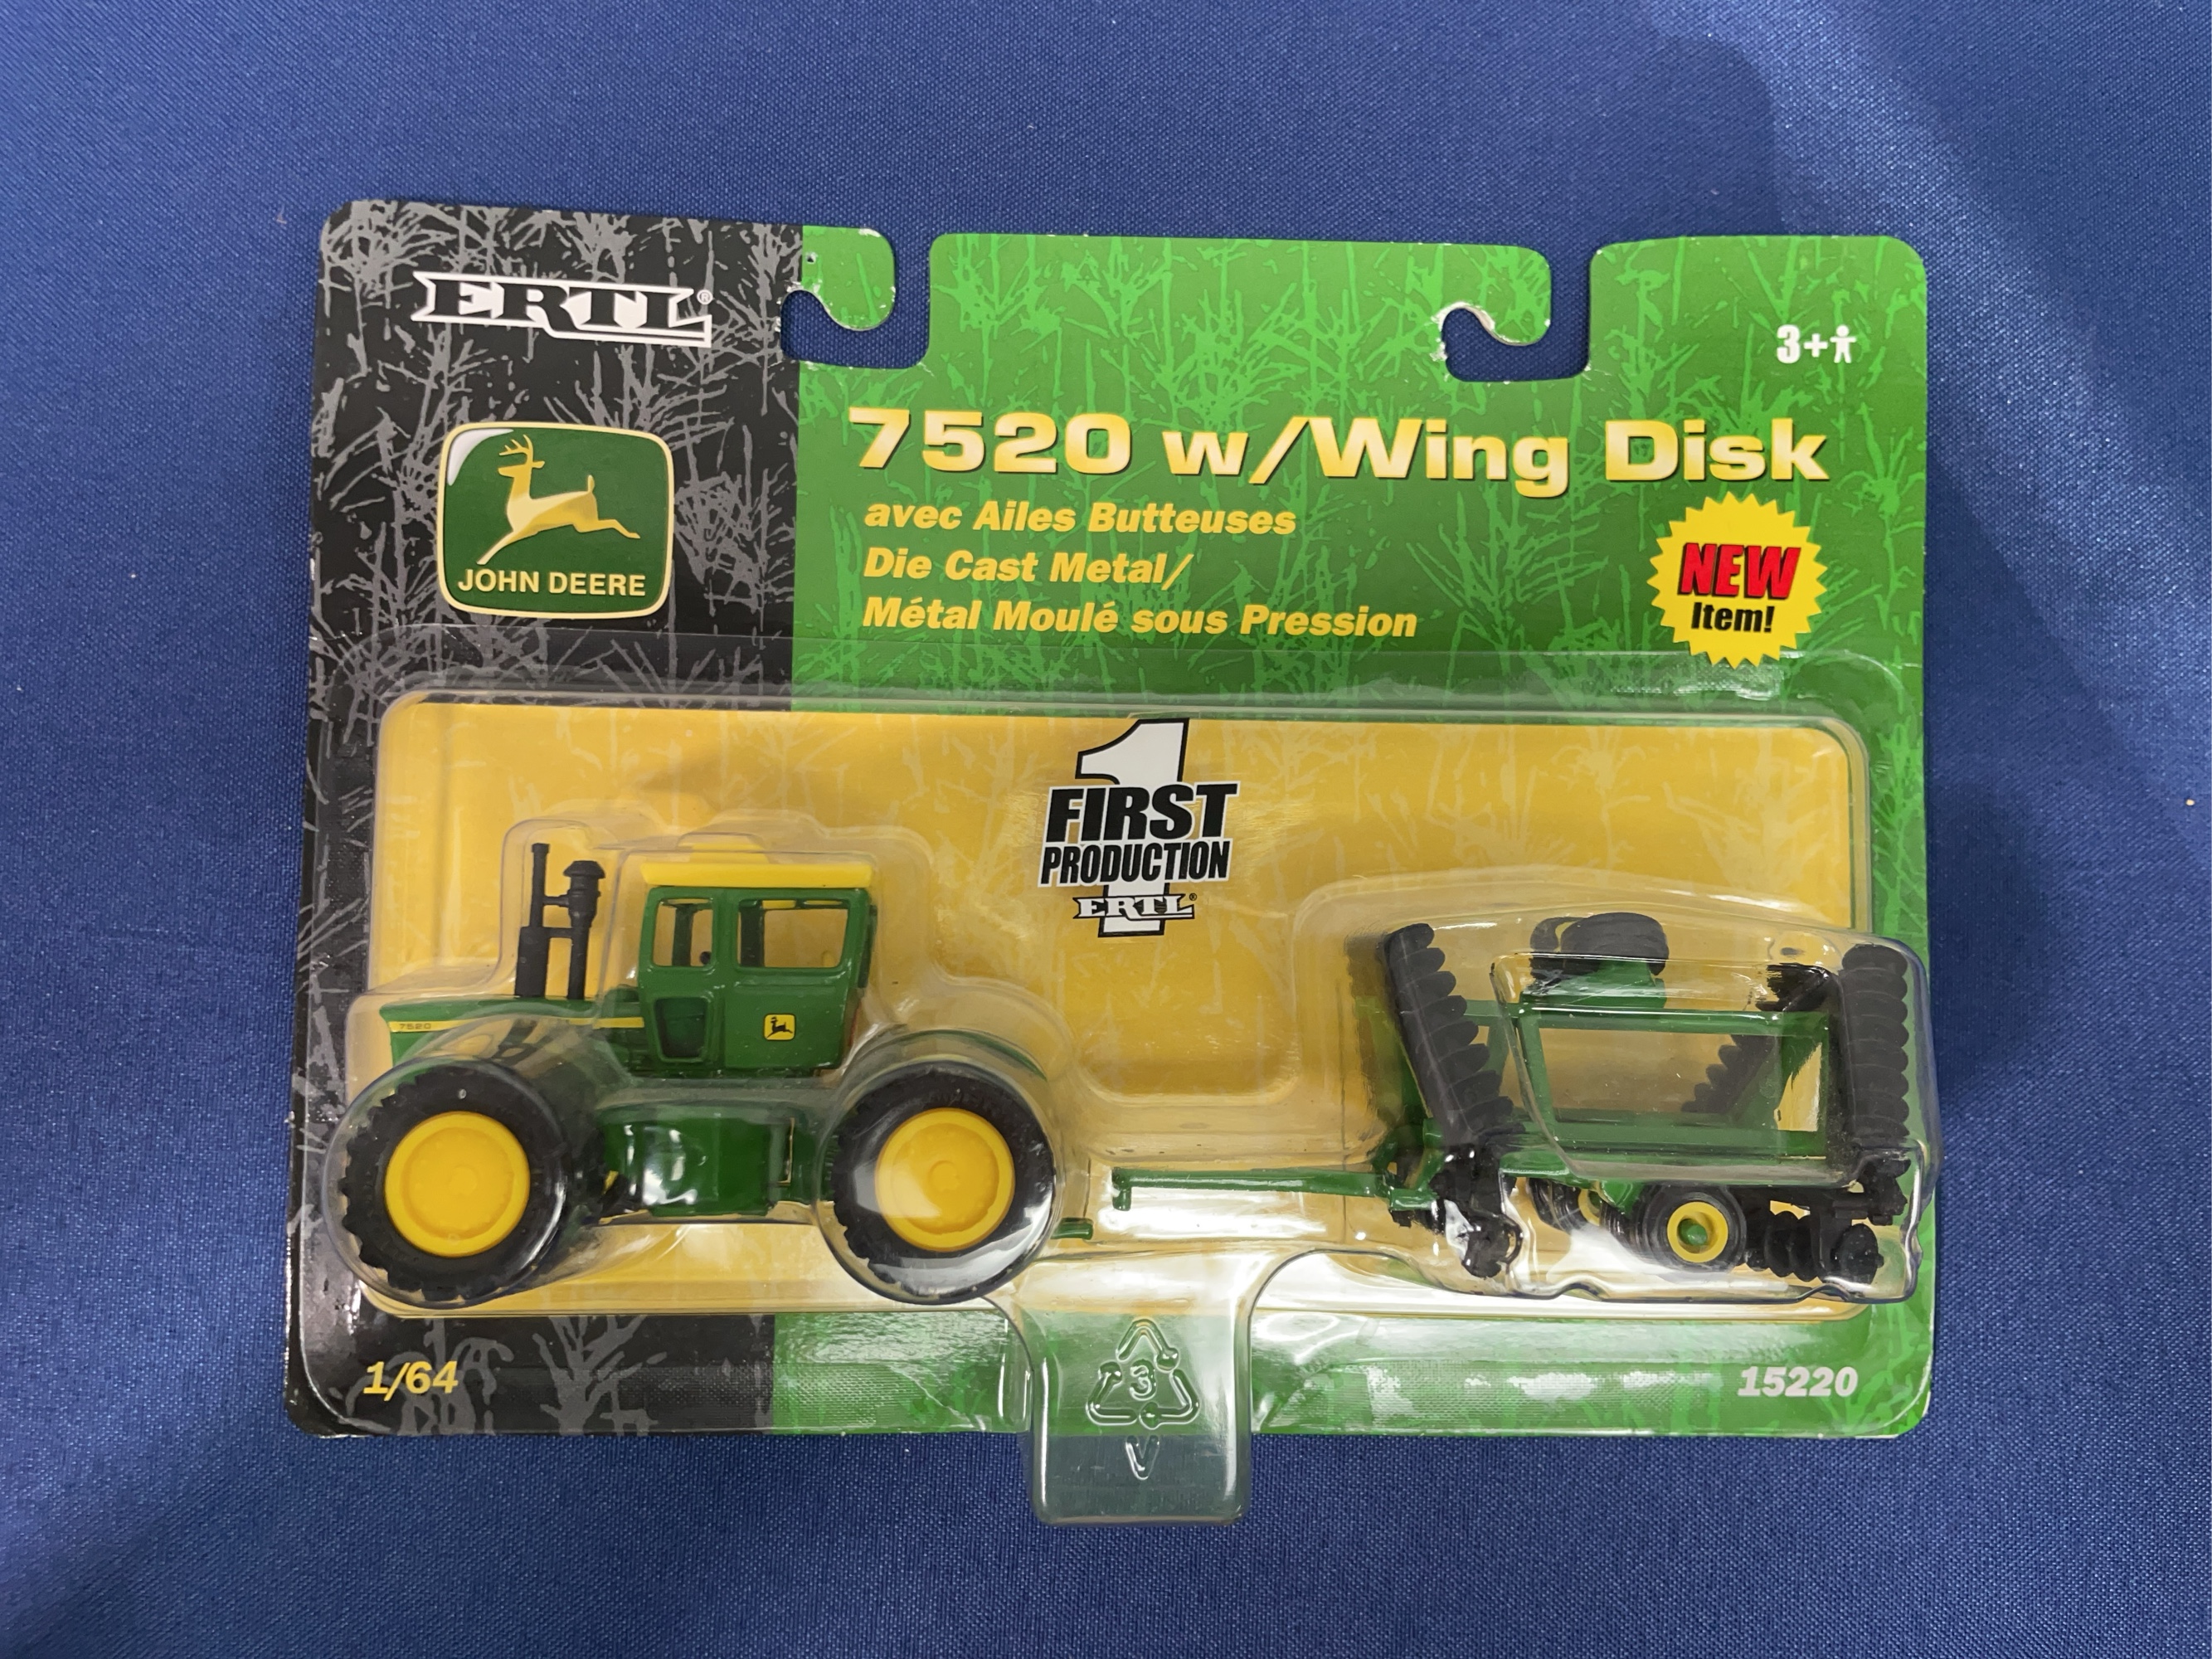 ERTL®
3+
JOHN DEERE
7520 w/Wing Disk
avec Ailes Butteuses
Die Cast Metal/
Métal Moulé sous Pression
NEW
Item!
1
FIRST
PRODUCTION
ERTL®
7520
1/64
15220
3
V